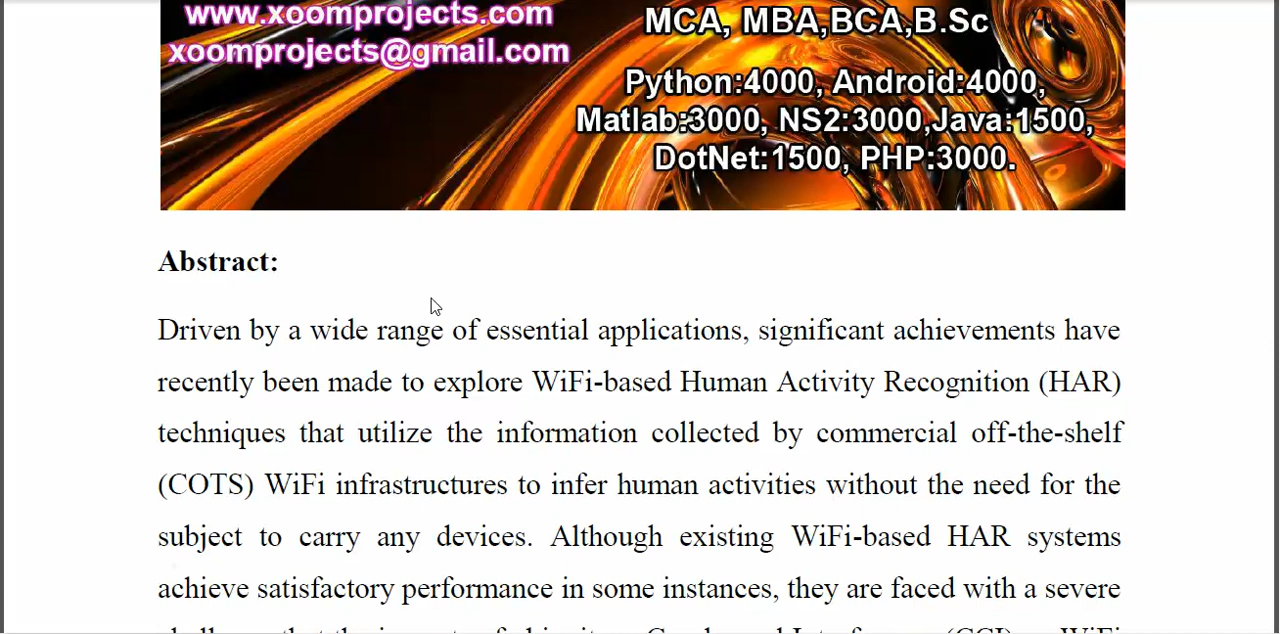 www.xoomprojects.com
xoomprojects@gmail.com
MCA, MBA,BCA,B.Sc
Python:4000, Android:4000,
Matlab:3000, NS2:3000,Java:1500,
DotNet:1500, PHP:3000.
Abstract:
Driven by a wide range of essential applications, significant achievements have
recently been made to explore WiFi-based Human Activity Recognition (HAR)
techniques that utilize the information collected by commercial off-the-shelf
(COTS) WiFi infrastructures to infer human activities without the need for the
subject to carry any devices. Although existing WiFi-based HAR systems
achieve satisfactory performance in some instances, they are faced with a severe